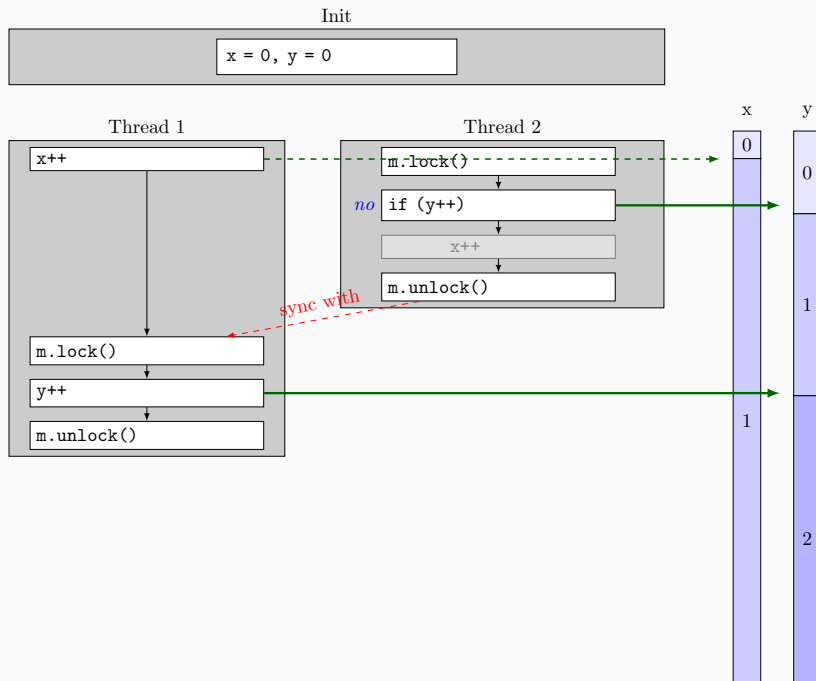 Init
x = 0, y = 0
Thread 1
x++
m.lock()
y++
m.unlock()
Thread 2
m.lock()
no
if (y++)
x++
m.unlock()
sync with
x
0
1
y
0
1
2